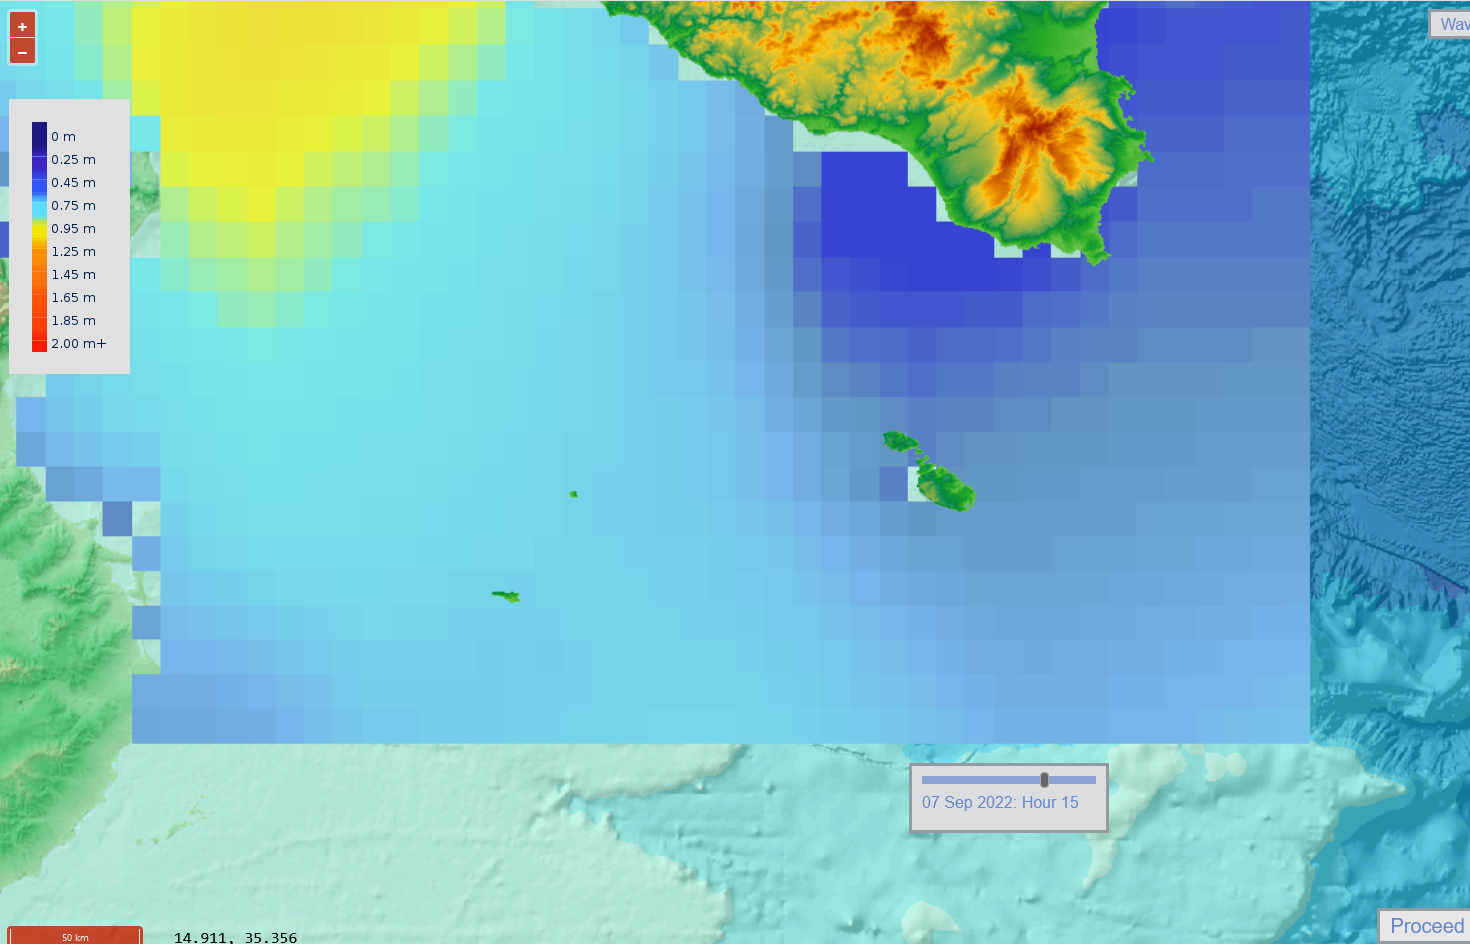 +
Wav
−
0 m
0.25 m
0.45 m
0.75 m
0.95 m
1.25 m
1.45 m
1.65 m
1.85 m
2.00 m+
07 Sep 2022: Hour 15
Proceed
50 km
14.911, 35.356